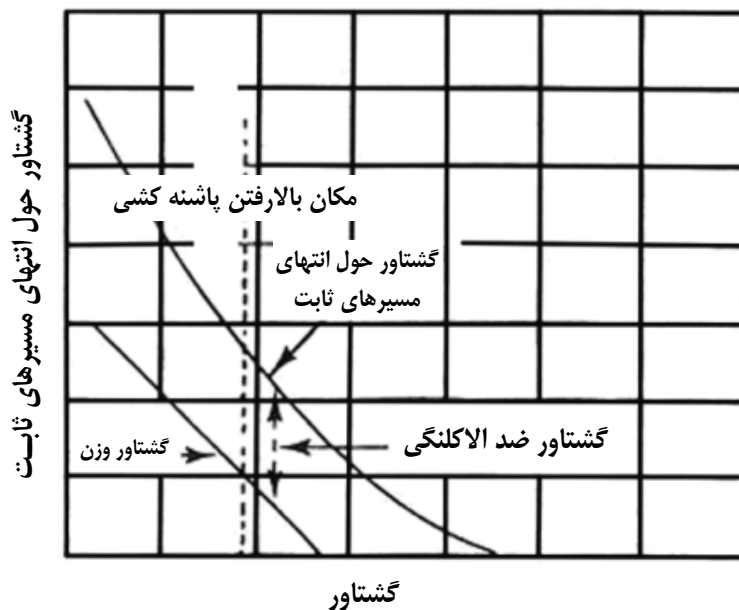 گشتاور حول انتهای مسیرهای ثابت
مکان بالارفتن پاشنه کشی
گشتاور حول انتهای
مسیرهای ثابت
گشتاور ضد الاکلنگی
گشتاور وزن
گشتاور